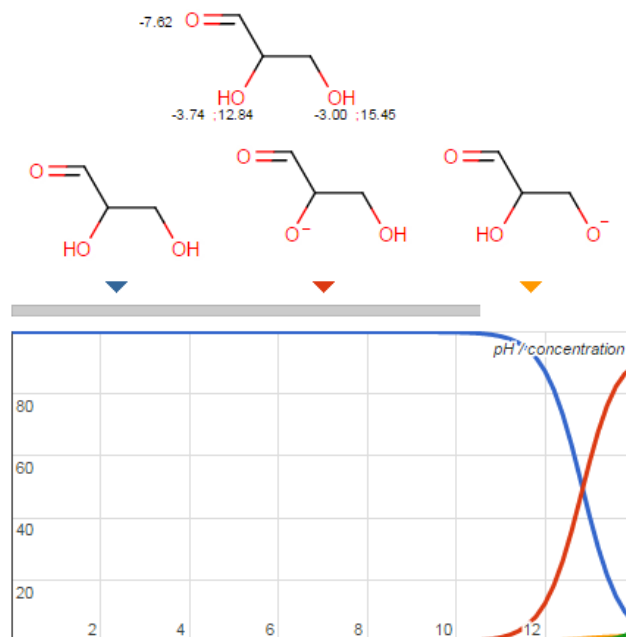 -7.62 O
HO OH
-3.74 ;12.84 -3.00 ;15.45
O O O
HO OH O⁻ OH HO O⁻
pH / concentration
80
60
40
20
2 4 6 8 10 12